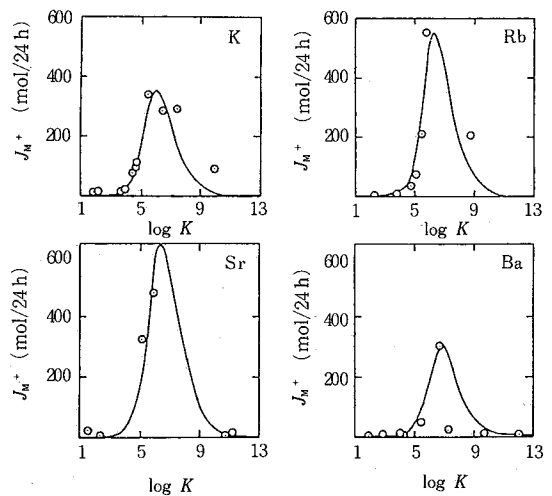 600
400
200
J_M^+ (mol/24 h)
K
1 5 9 13
log K
600
400
200
J_M^+ (mol/24 h)
Rb
1 5 9 13
log K
600
400
200
J_M^+ (mol/24 h)
Sr
1 5 9 13
log K
600
400
200
J_M^+ (mol/24 h)
Ba
1 5 9 13
log K